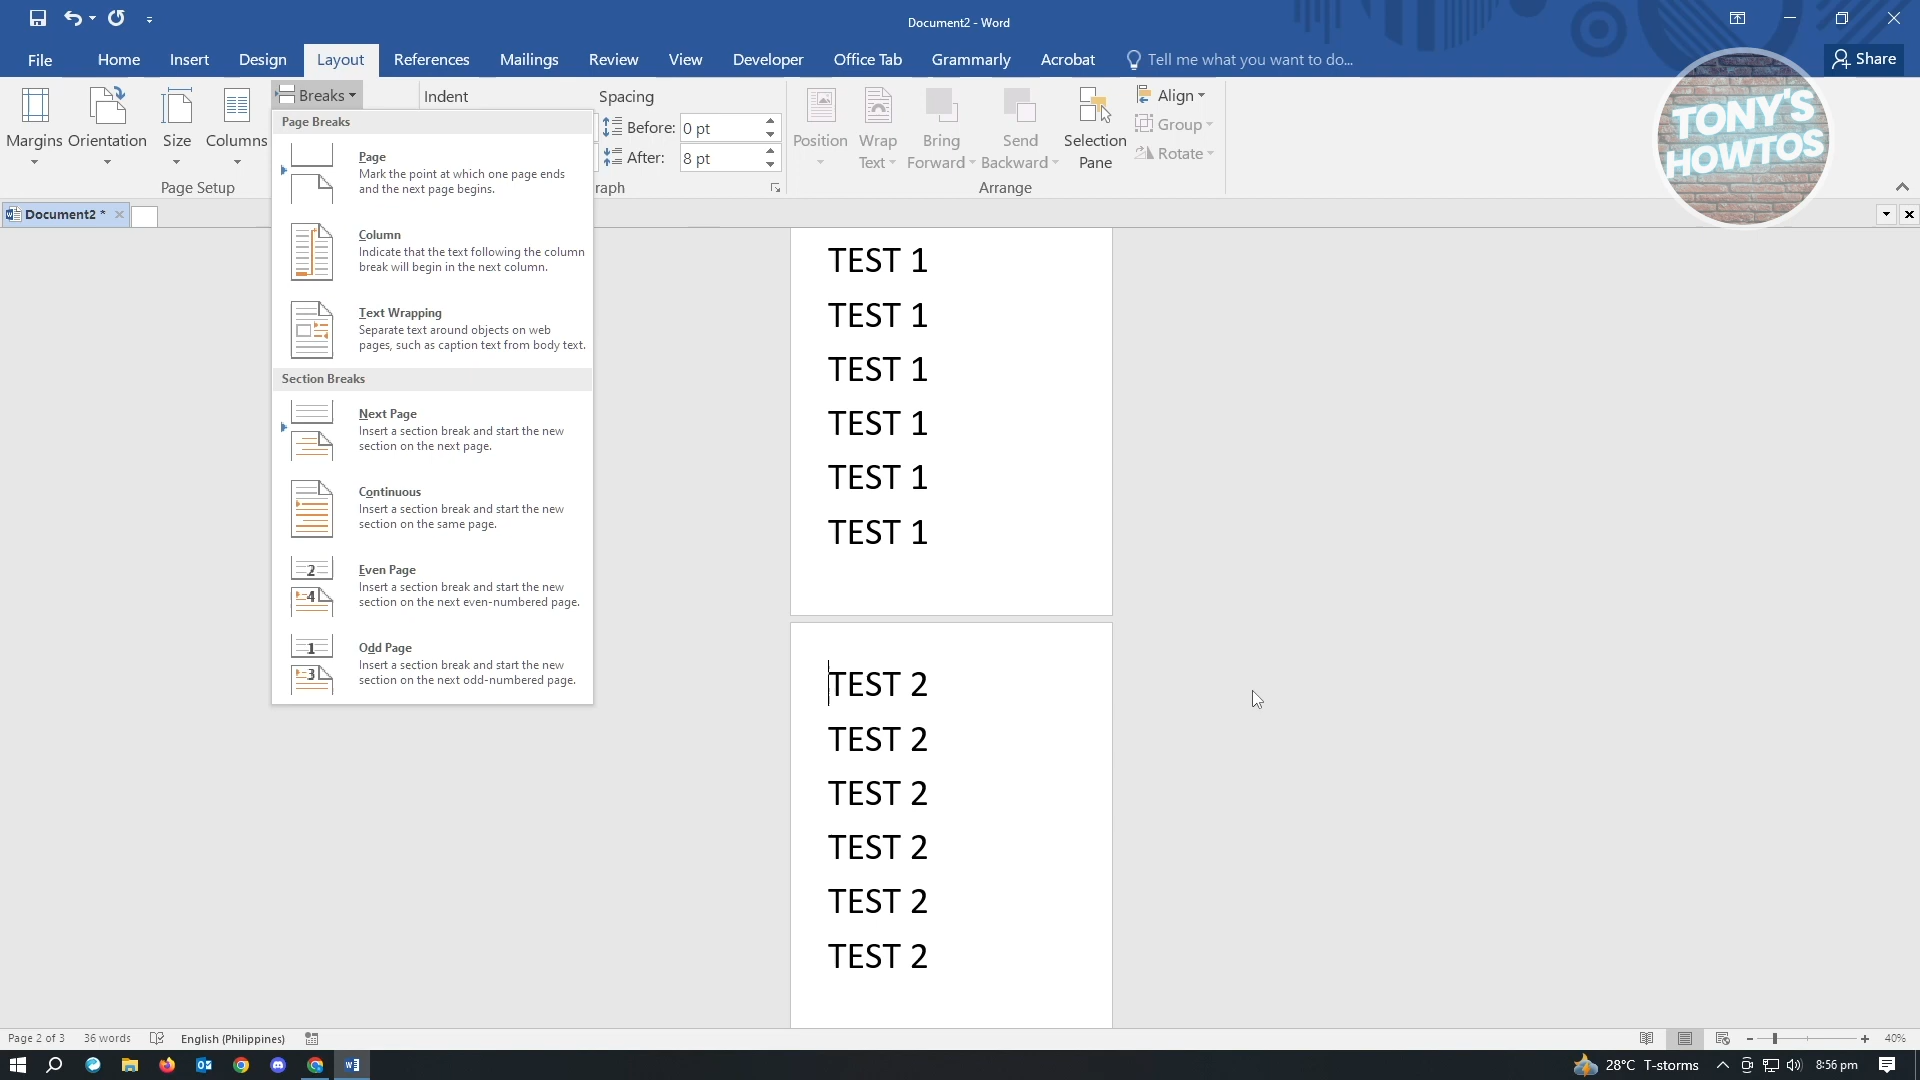 Document2 - Word
File Home Insert Design Layout References Mailings Review View Developer Office Tab Grammarly Acrobat Tell me what you want to do... Share
TONY'S
HOWTOS
Margins Orientation Size Columns
Page Setup
Breaks
Indent
Spacing
Before: 0 pt
After: 8 pt
raph
Position
Wrap
Text
Bring
Forward
Send
Backward
Selection
Pane
Align
Group
Rotate
Arrange
Document2 *
Page Breaks
Page
Mark the point at which one page ends
and the next page begins.
Column
Indicate that the text following the column
break will begin in the next column.
Text Wrapping
Separate text around objects on web
pages, such as caption text from body text.
Section Breaks
Next Page
Insert a section break and start the new
section on the next page.
Continuous
Insert a section break and start the new
section on the same page.
2
4
Even Page
Insert a section break and start the new
section on the next even-numbered page.
1
3
Odd Page
Insert a section break and start the new
section on the next odd-numbered page.
TEST 1
TEST 1
TEST 1
TEST 1
TEST 1
TEST 1
TEST 2
TEST 2
TEST 2
TEST 2
TEST 2
TEST 2
Page 2 of 3 36 words English (Philippines) 40%
28°C T-storms 8:56 pm